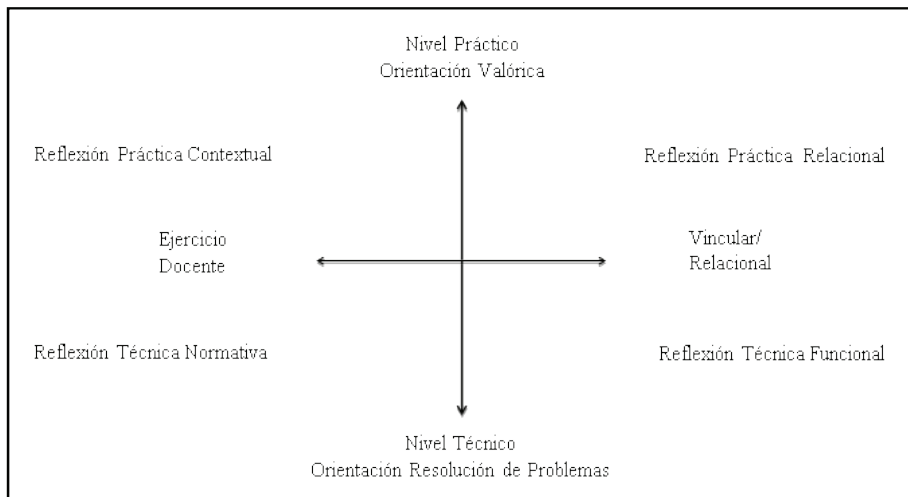 Nivel Práctico
Orientación Valórica
Reflexión Práctica Contextual
Reflexión Práctica Relacional
Ejercicio
Docente
Vincular/
Relacional
Reflexión Técnica Normativa
Reflexión Técnica Funcional
Nivel Técnico
Orientación Resolución de Problemas